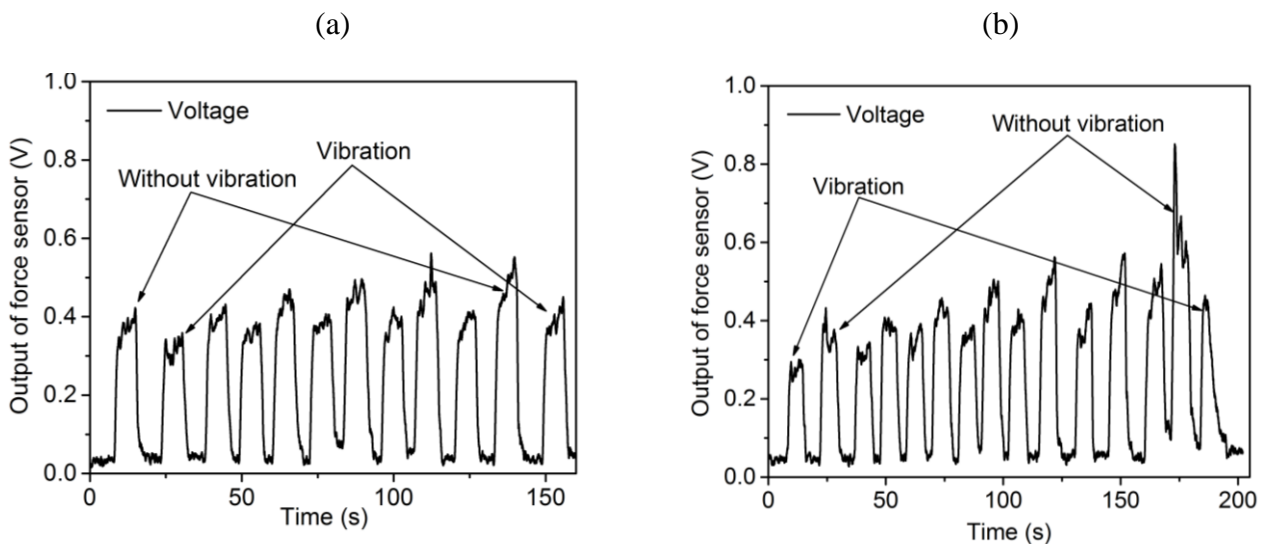 (a)
1.0
0.8
0.6
0.4
0.2
0.0
Output of force sensor (V)
Voltage
Vibration
Without vibration
0 50 100 150
Time (s)
(b)
1.0
0.8
0.6
0.4
0.2
0.0
Output of force sensor (V)
Voltage
Without vibration
Vibration
0 50 100 150 200
Time (s)